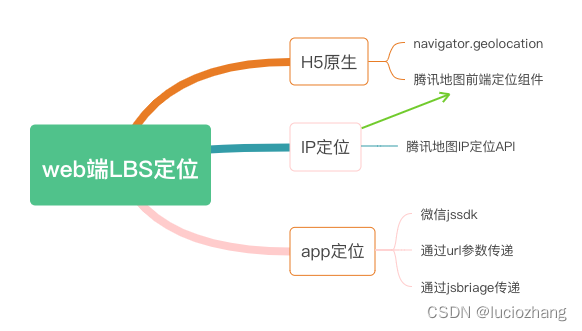 web端LBS定位
H5原生
navigator.geolocation
腾讯地图前端定位组件
IP定位
腾讯地图IP定位API
app定位
微信jssdk
通过url参数传递
通过jsbriage传递
CSDN @luciozhang